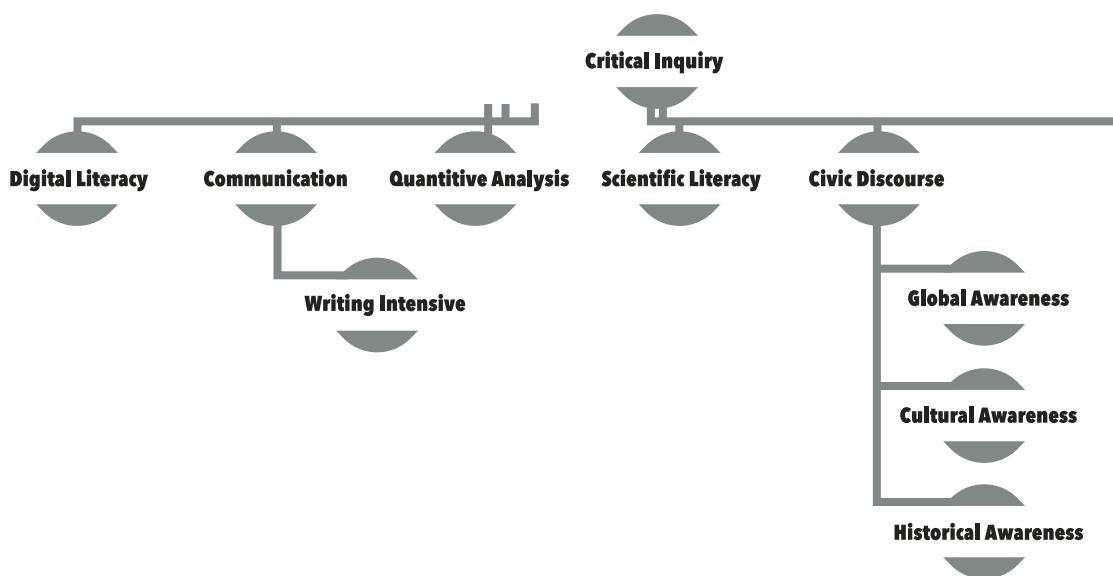 Critical Inquiry
Digital Literacy
Communication
Quantitive Analysis
Scientific Literacy
Civic Discourse
Writing Intensive
Global Awareness
Cultural Awareness
Historical Awareness